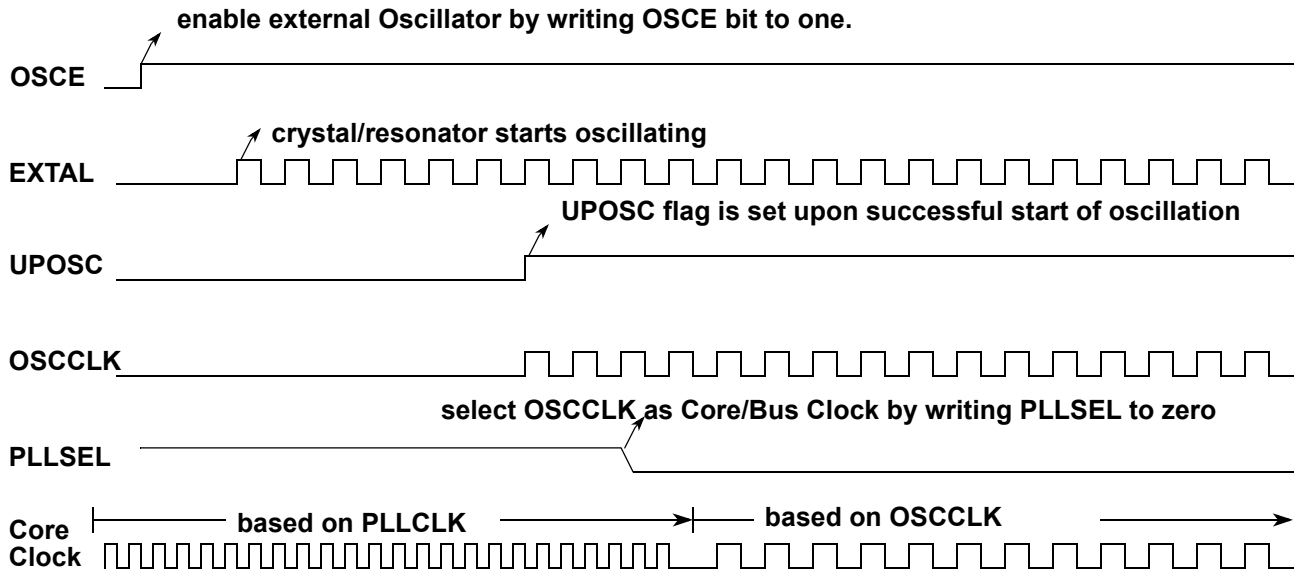 enable external Oscillator by writing OSCE bit to one.
OSCE
crystal/resonator starts oscillating
EXTAL
UPOSC flag is set upon successful start of oscillation
UPOSC
OSCCLK
select OSCCLK as Core/Bus Clock by writing PLLSEL to zero
PLLSEL
based on PLLCLK
based on OSCCLK
Core
Clock